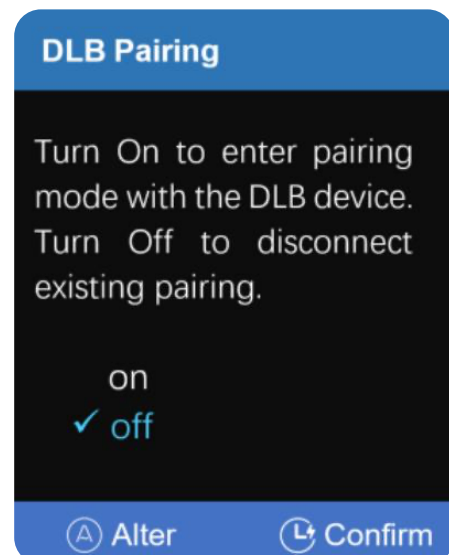 DLB Pairing
Turn On to enter pairing
mode with the DLB device.
Turn Off to disconnect
existing pairing.
on
✓ off
A Alter L Confirm